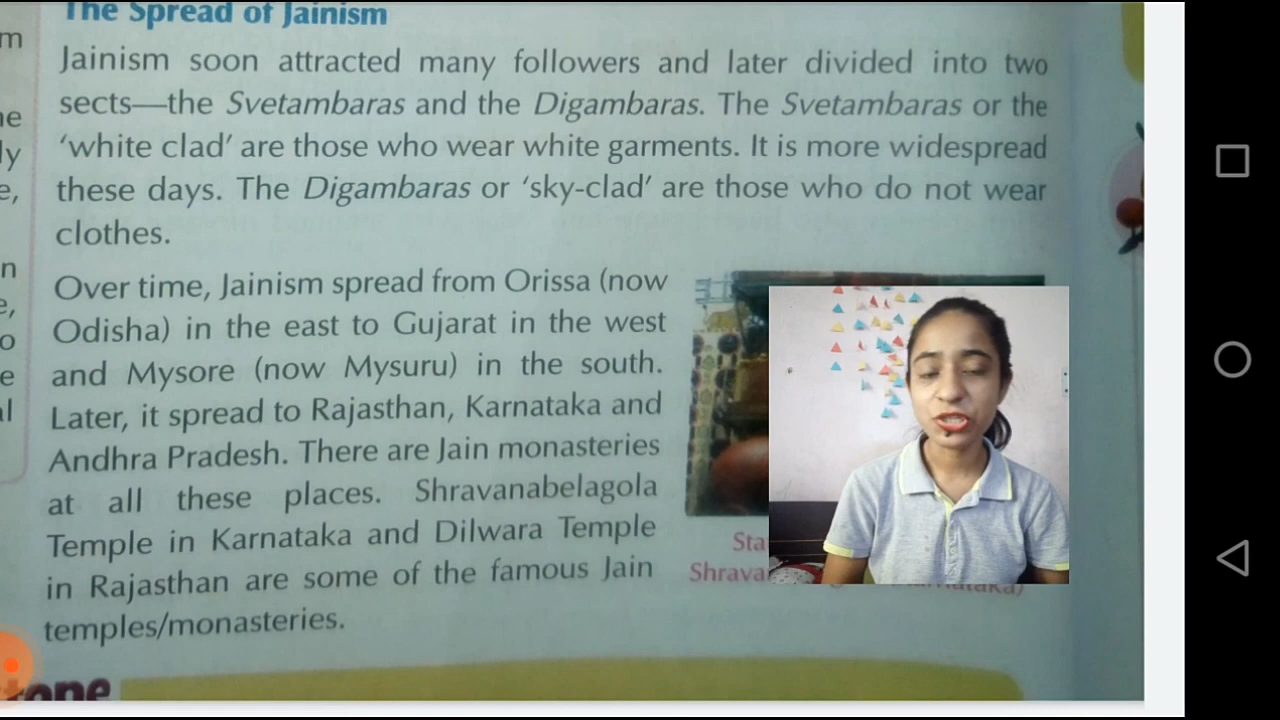 The Spread of Jainism
Jainism soon attracted many followers and later divided into two
sects—the Svetambaras and the Digambaras. The Svetambaras or the
‘white clad’ are those who wear white garments. It is more widespread
these days. The Digambaras or ‘sky-clad’ are those who do not wear
clothes.
Over time, Jainism spread from Orissa (now
Odisha) in the east to Gujarat in the west
and Mysore (now Mysuru) in the south.
Later, it spread to Rajasthan, Karnataka and
Andhra Pradesh. There are Jain monasteries
at all these places. Shravanabelagola
Temple in Karnataka and Dilwara Temple
in Rajasthan are some of the famous Jain
temples/monasteries.